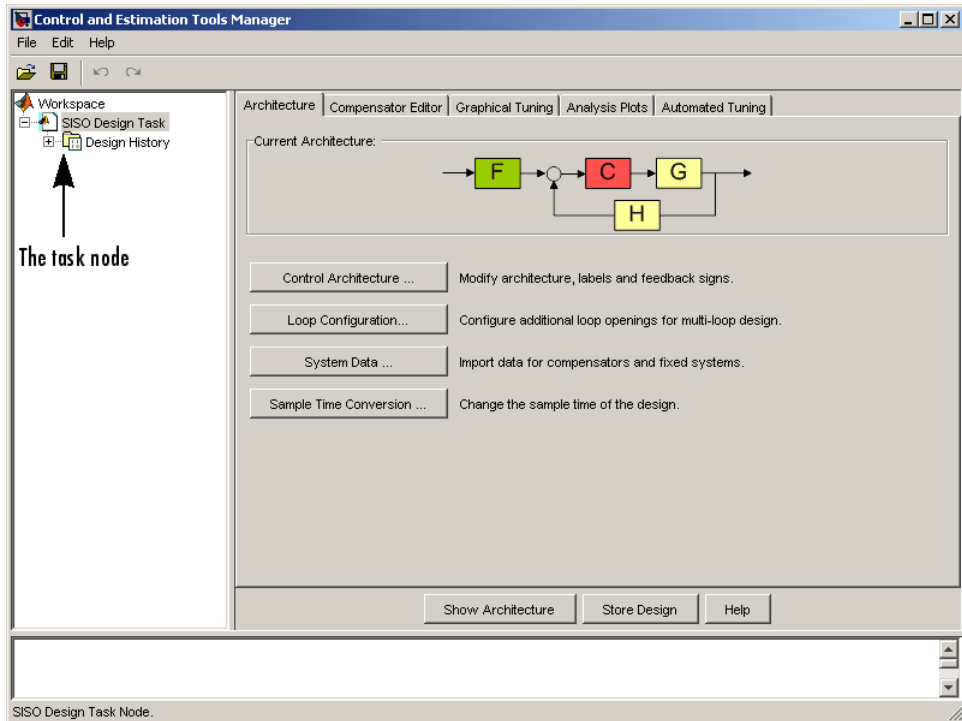 Control and Estimation Tools Manager
File Edit Help
Workspace
SISO Design Task
Design History
The task node
Architecture Compensator Editor Graphical Tuning Analysis Plots Automated Tuning
Current Architecture:
F C G
H
Control Architecture ... Modify architecture, labels and feedback signs.
Loop Configuration... Configure additional loop openings for multi-loop design.
System Data ... Import data for compensators and fixed systems.
Sample Time Conversion ... Change the sample time of the design.
Show Architecture Store Design Help
SISO Design Task Node.